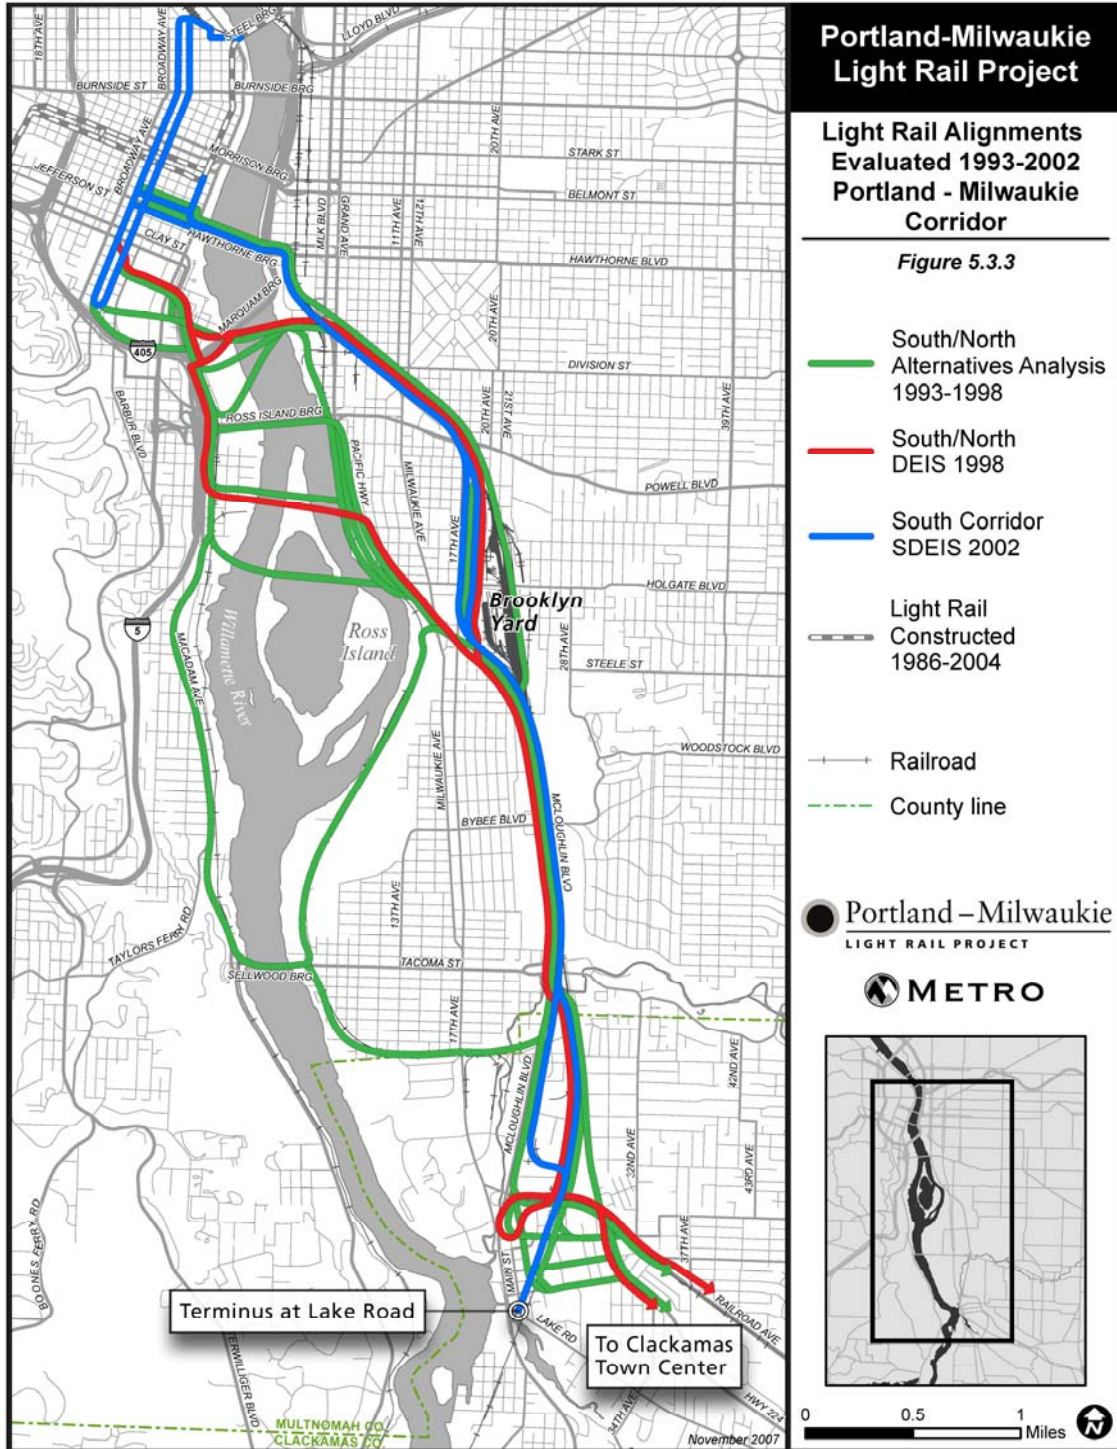 Portland-Milwaukie
Light Rail Project
Light Rail Alignments
Evaluated 1993-2002
Portland - Milwaukie
Corridor
Figure 5.3.3
South/North
Alternatives Analysis
1993-1998
South/North
DEIS 1998
South Corridor
SDEIS 2002
Light Rail
Constructed
1986-2004
Railroad
County line
Portland – Milwaukie
LIGHT RAIL PROJECT
METRO
0 0.5 1 Miles
N
18TH AVE
BROADWAY AVE
STEEL BRG
LLOYD BLVD
BURNSIDE ST
BURNSIDE BRG
20TH AVE
BROADWAY AVE
MORRISON BRG
STARK ST
JEFFERSON ST
BELMONT ST
MLK BLVD
GRAND AVE
11TH AVE
12TH AVE
CLAY ST
HAWTHORNE BRG
HAWTHORNE BLVD
MARQUAM BRG
20TH AVE
405
DIVISION ST
BARBUR BLVD
ROSS ISLAND BRG
20TH AVE
21ST AVE
39TH AVE
PACIFIC HWY
MILWAUKIE AVE
POWELL BLVD
17TH AVE
HOLGATE BLVD
Brooklyn
Yard
5
Willamette River
Ross
Island
MACADAM AVE
28TH AVE
STEELE ST
WOODSTOCK BLVD
MILWAUKIE AVE
MCLOUGHLIN BLVD
BYBEE BLVD
13TH AVE
TAYLORS FERRY RD
TACOMA ST
SELLWOOD BRG
17TH AVE
MCLOUGHLIN BLVD
42ND AVE
32ND AVE
43RD AVE
BOONES FERRY RD
37TH AVE
MAIN ST
Terminus at Lake Road
LAKE RD
RAILROAD AVE
To Clackamas
Town Center
TERWILLIGER BLVD
34TH AVE
HWY 224
MULTNOMAH CO.
CLACKAMAS CO.
November 2007